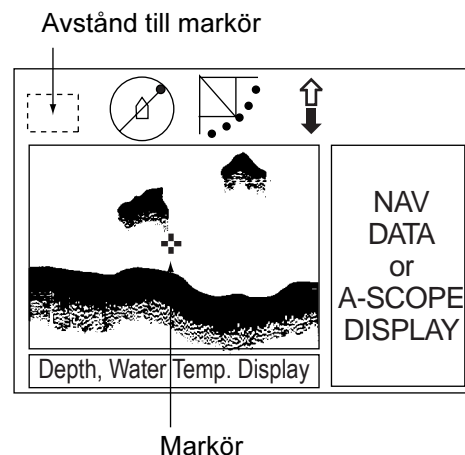 Avstånd till markör
NAV
DATA
or
A-SCOPE
DISPLAY
Depth, Water Temp. Display
Markör